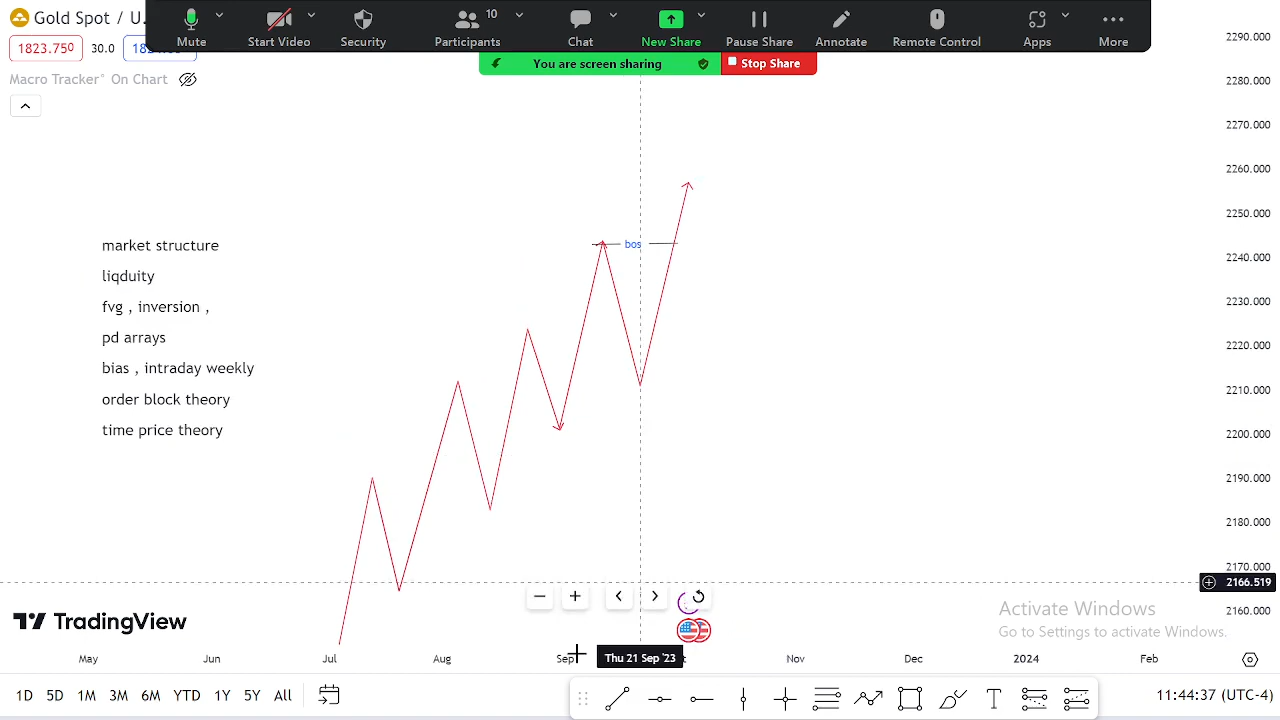 Gold Spot / U.
10
Mute
Start Video
Security
Participants
Chat
New Share
Pause Share
Annotate
Remote Control
Apps
More
1823.750
30.0
You are screen sharing
Stop Share
Macro Tracker° On Chart
2290.000
2280.000
2270.000
2260.000
2250.000
2240.000
2230.000
2220.000
2210.000
2200.000
2190.000
2180.000
2170.000
2166.519
2160.000
bos
market structure
liqduity
fvg , inversion ,
pd arrays
bias , intraday weekly
order block theory
time price theory
TradingView
Activate Windows
Go to Settings to activate Windows.
May
Jun
Jul
Aug
Sep
Thu 21 Sep '23
Nov
Dec
2024
Feb
1D 5D 1M 3M 6M YTD 1Y 5Y All
11:44:37 (UTC-4)